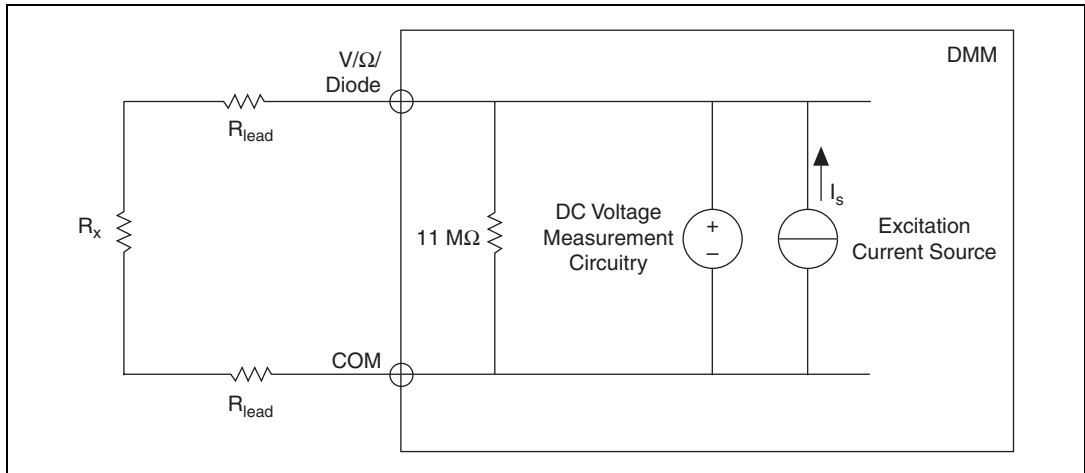 DMM
V/Ω/
Diode
R_lead
R_x
11 MΩ
DC Voltage
Measurement
Circuitry
+
–
I_s
Excitation
Current Source
COM
R_lead